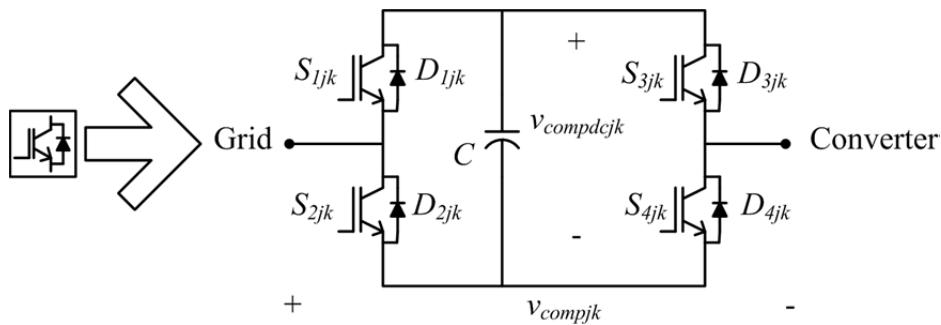 S1jk D1jk
S3jk D3jk
+
Grid
C
vcompdcjk
Converter
S2jk D2jk
S4jk D4jk
-
+ vcompjk -